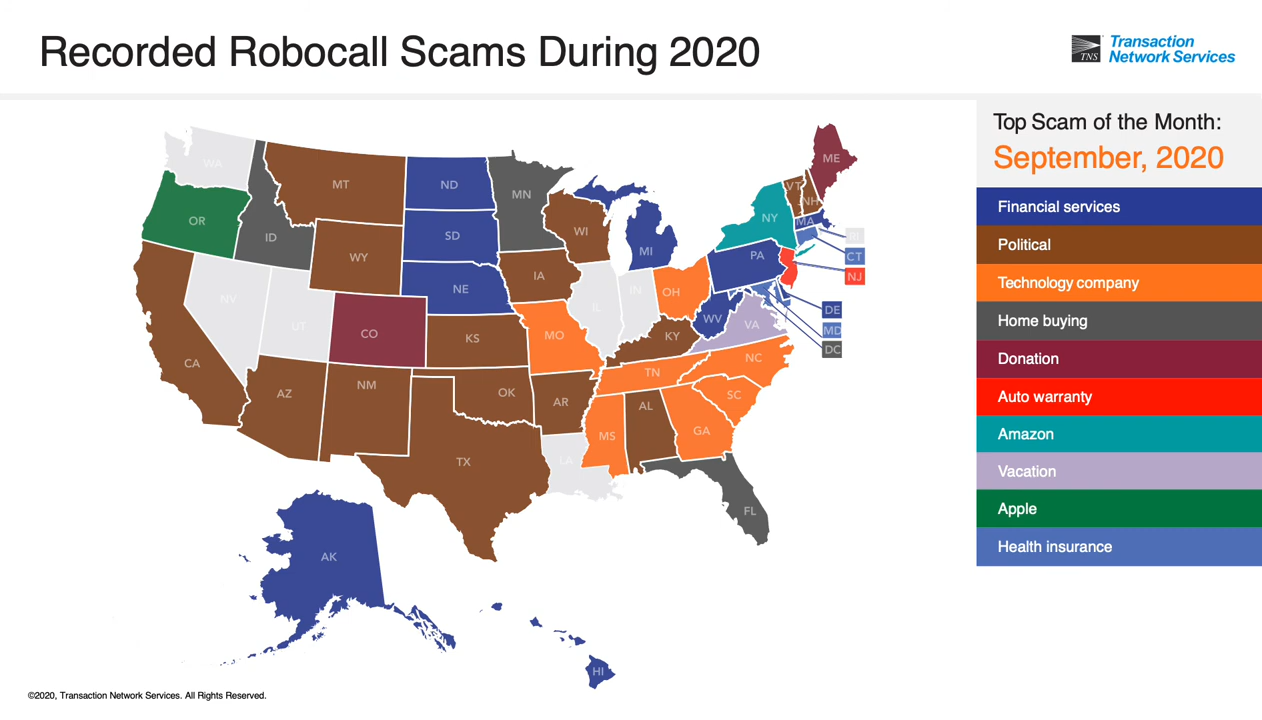 Recorded Robocall Scams During 2020
TNS
Transaction
Network Services
Top Scam of the Month:
September, 2020
Financial services
Political
Technology company
Home buying
Donation
Auto warranty
Amazon
Vacation
Apple
Health insurance
WA
MT
ND
MN
ME
OR
ID
SD
WI
MI
NY
VT
NH
MA
RI
CT
NJ
WY
NE
IA
PA
NV
UT
CO
KS
MO
IL
IN
OH
KY
WV
VA
DE
MD
DC
CA
AZ
NM
OK
AR
TN
NC
SC
TX
LA
MS
AL
GA
FL
AK
HI
©2020, Transaction Network Services. All Rights Reserved.